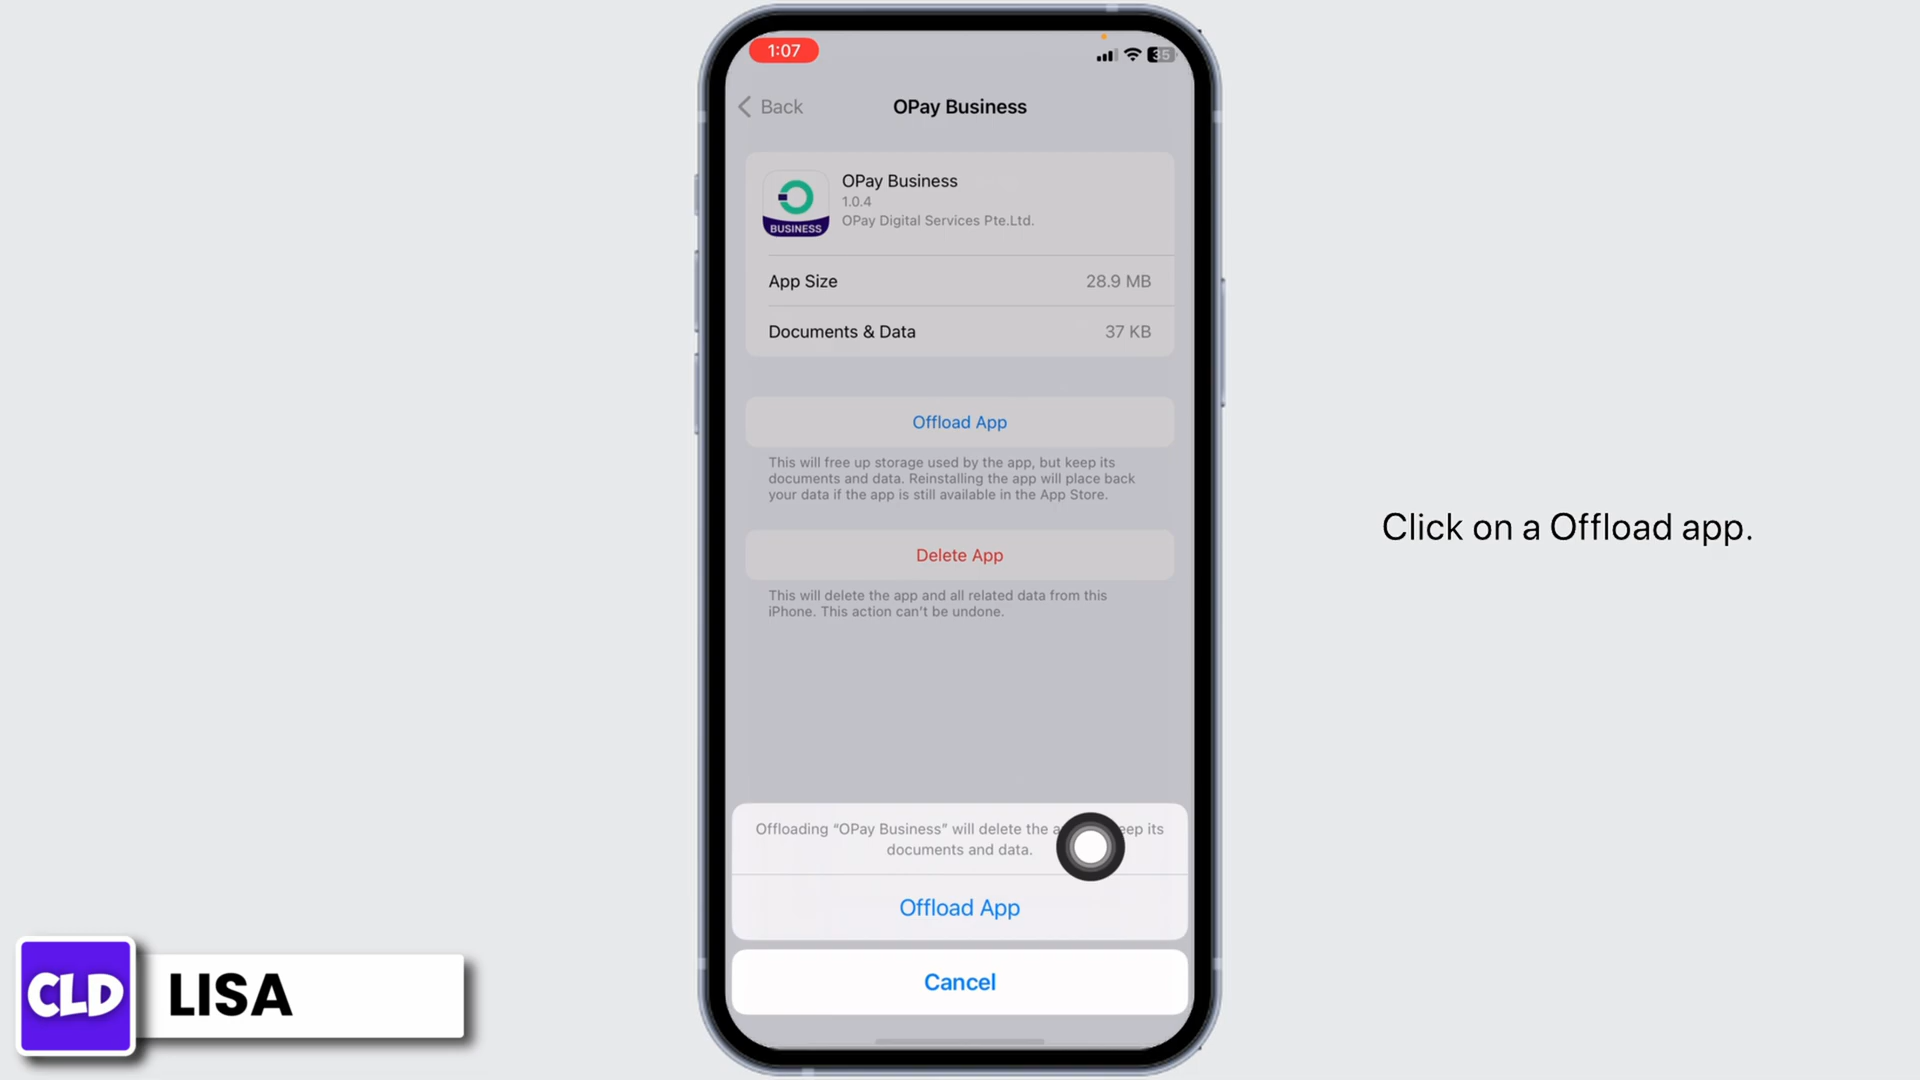 1:07
35
Back
OPay Business
OPay Business
1.0.4
OPay Digital Services Pte.Ltd.
BUSINESS
App Size
28.9 MB
Documents & Data
37 KB
Offload App
This will free up storage used by the app, but keep its
documents and data. Reinstalling the app will place back
your data if the app is still available in the App Store.
Delete App
This will delete the app and all related data from this
iPhone. This action can't be undone.
Offloading “OPay Business” will delete the
its
documents and data.
Offload App
Cancel
Click on a Offload app.
CLD
LISA